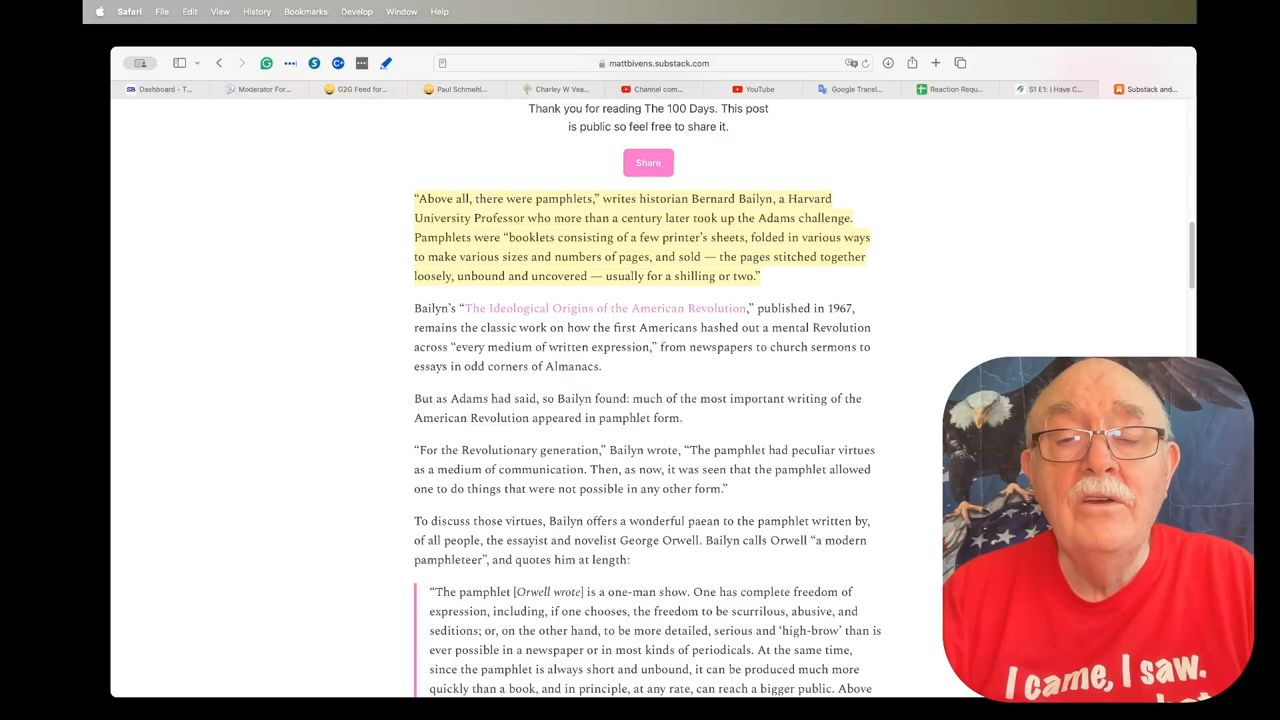 Safari File Edit View History Bookmarks Develop Window Help
mattbivens.substack.com
Dashboard - T... Moderator For... G2G Feed for... Paul Schmehl... Charley W Vea... Channel com... YouTube Google Transl... Reaction Requ... S1 E1: I Have C... Substack and...
Thank you for reading The 100 Days. This post
is public so feel free to share it.
Share
“Above all, there were pamphlets,” writes historian Bernard Bailyn, a Harvard
University Professor who more than a century later took up the Adams challenge.
Pamphlets were “booklets consisting of a few printer’s sheets, folded in various ways
to make various sizes and numbers of pages, and sold — the pages stitched together
loosely, unbound and uncovered — usually for a shilling or two.”
Bailyn’s “The Ideological Origins of the American Revolution,” published in 1967,
remains the classic work on how the first Americans hashed out a mental Revolution
across “every medium of written expression,” from newspapers to church sermons to
essays in odd corners of Almanacs.
But as Adams had said, so Bailyn found: much of the most important writing of the
American Revolution appeared in pamphlet form.
“For the Revolutionary generation,” Bailyn wrote, “The pamphlet had peculiar virtues
as a medium of communication. Then, as now, it was seen that the pamphlet allowed
one to do things that were not possible in any other form.”
To discuss those virtues, Bailyn offers a wonderful paean to the pamphlet written by,
of all people, the essayist and novelist George Orwell. Bailyn calls Orwell “a modern
pamphleteer”, and quotes him at length:
“The pamphlet [Orwell wrote] is a one-man show. One has complete freedom of
expression, including, if one chooses, the freedom to be scurrilous, abusive, and
seditious; or, on the other hand, to be more detailed, serious and ‘high-brow’ than is
ever possible in a newspaper or in most kinds of periodicals. At the same time,
since the pamphlet is always short and unbound, it can be produced much more
quickly than a book, and in principle, at any rate, can reach a bigger public. Above
I came, I saw.